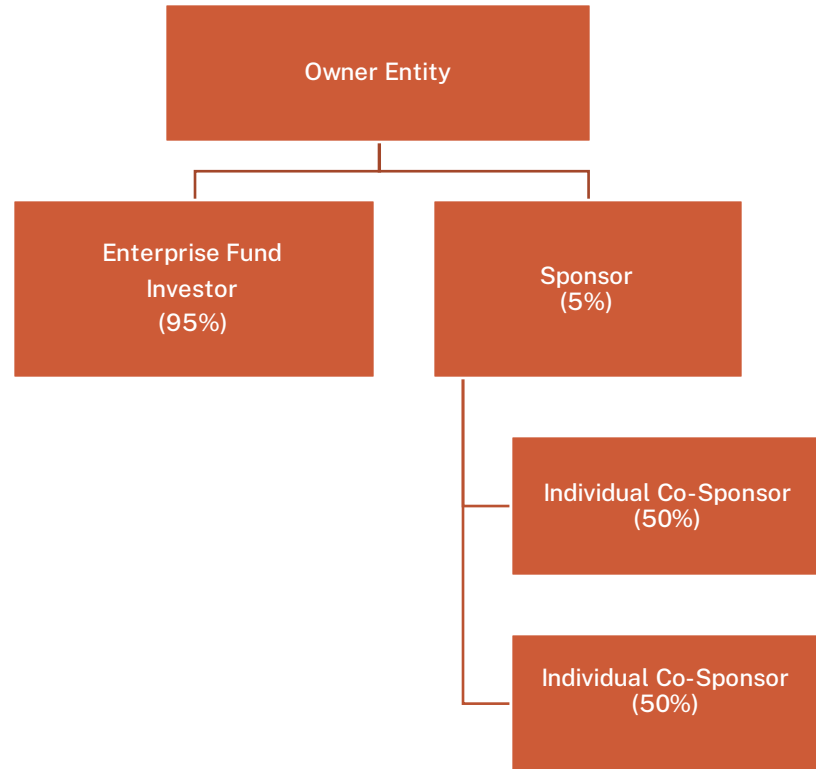 Owner Entity
Enterprise Fund
Investor
(95%)
Sponsor
(5%)
Individual Co-Sponsor
(50%)
Individual Co-Sponsor
(50%)